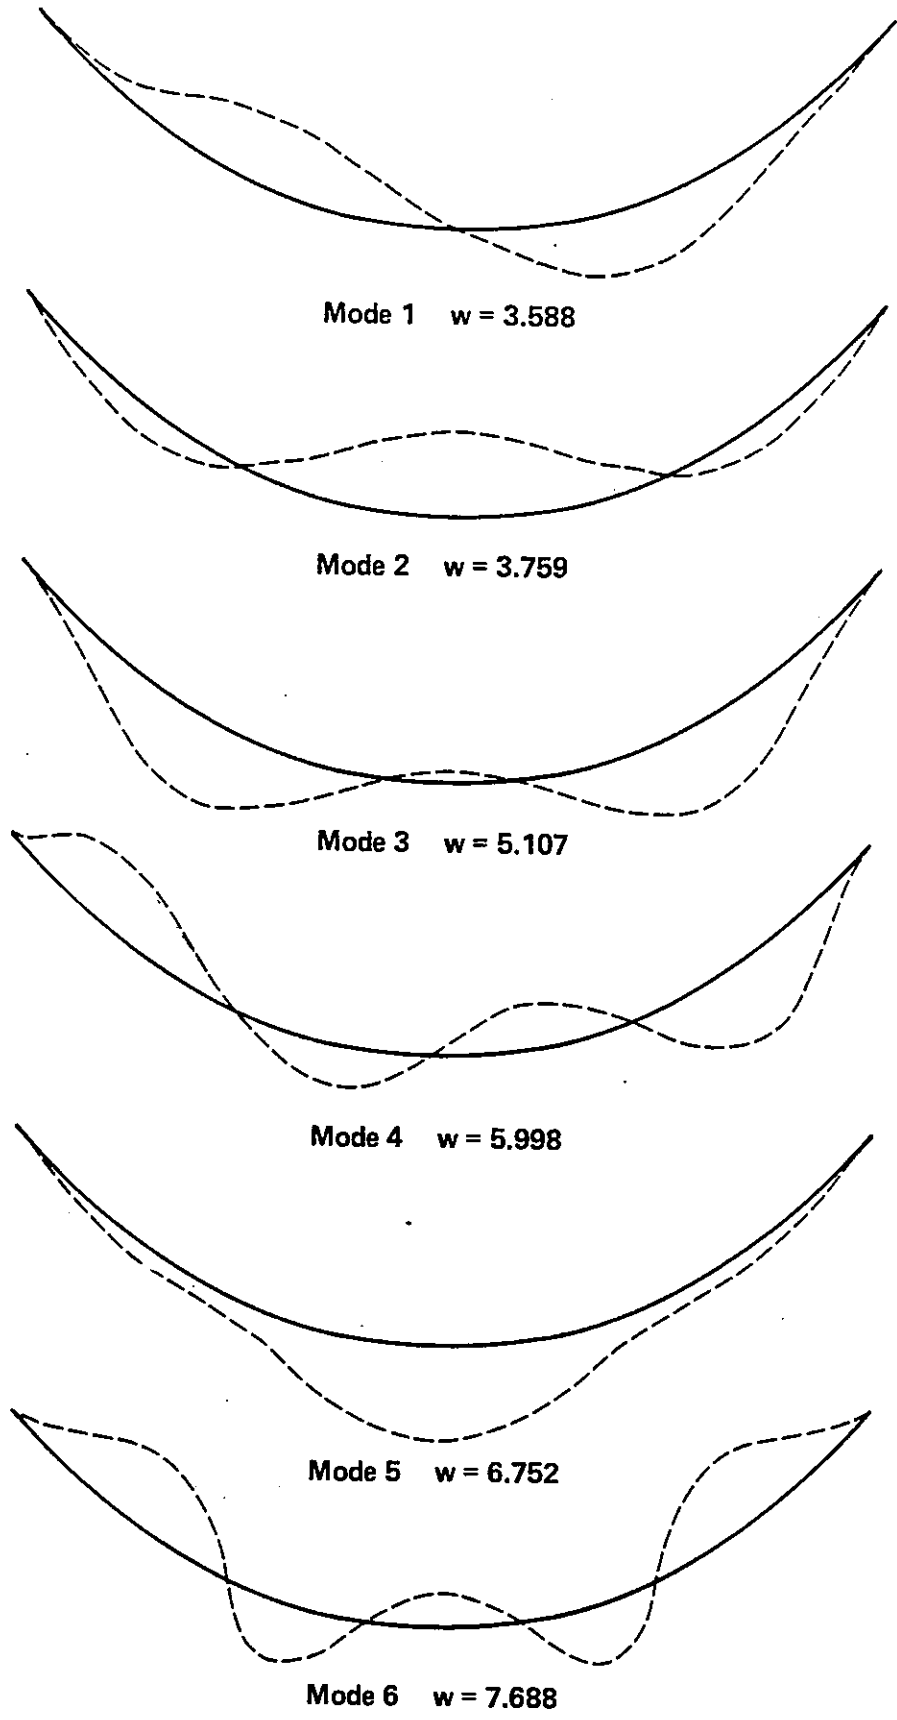 Mode 1 w = 3.588
Mode 2 w = 3.759
Mode 3 w = 5.107
Mode 4 w = 5.998
Mode 5 w = 6.752
Mode 6 w = 7.688